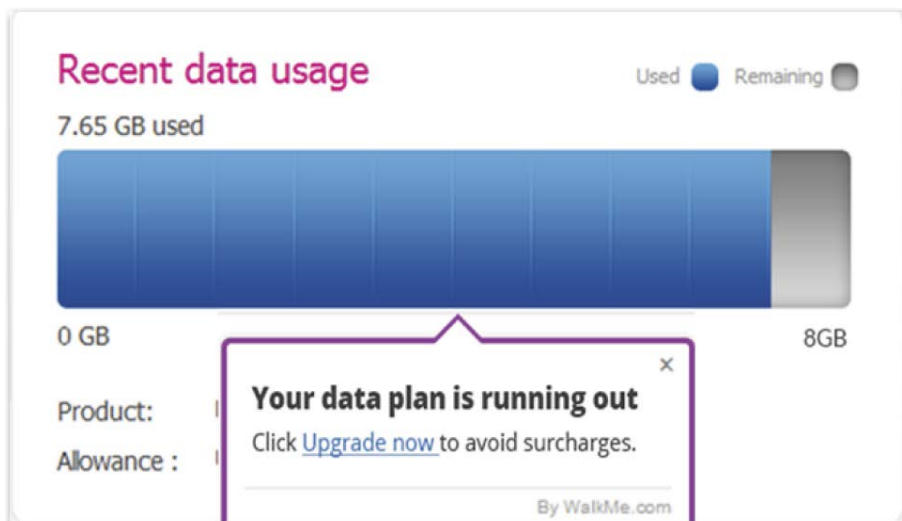 Recent data usage
Used Remaining
7.65 GB used
0 GB 8GB
×
Your data plan is running out
Click Upgrade now to avoid surcharges.
Product:
Allowance :
By WalkMe.com